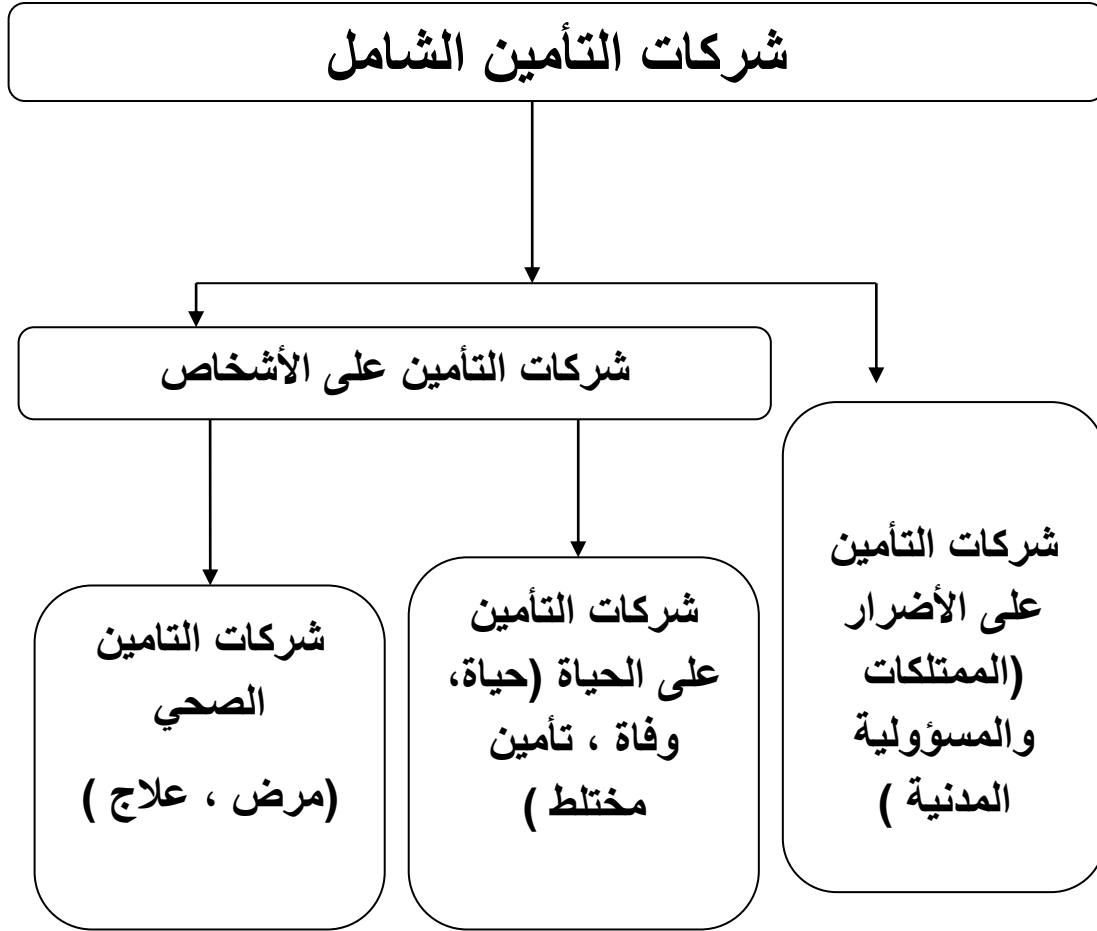 شركات التأمين الشامل
شركات التأمين على الأشخاص
شركات التأمين
على الأضرار
(الممتلكات
والمسؤولية
المدنية )
شركات التأمين
على الحياة (حياة،
وفاة ، تأمين
مختلط )
شركات التامين
الصحي
(مرض ، علاج )